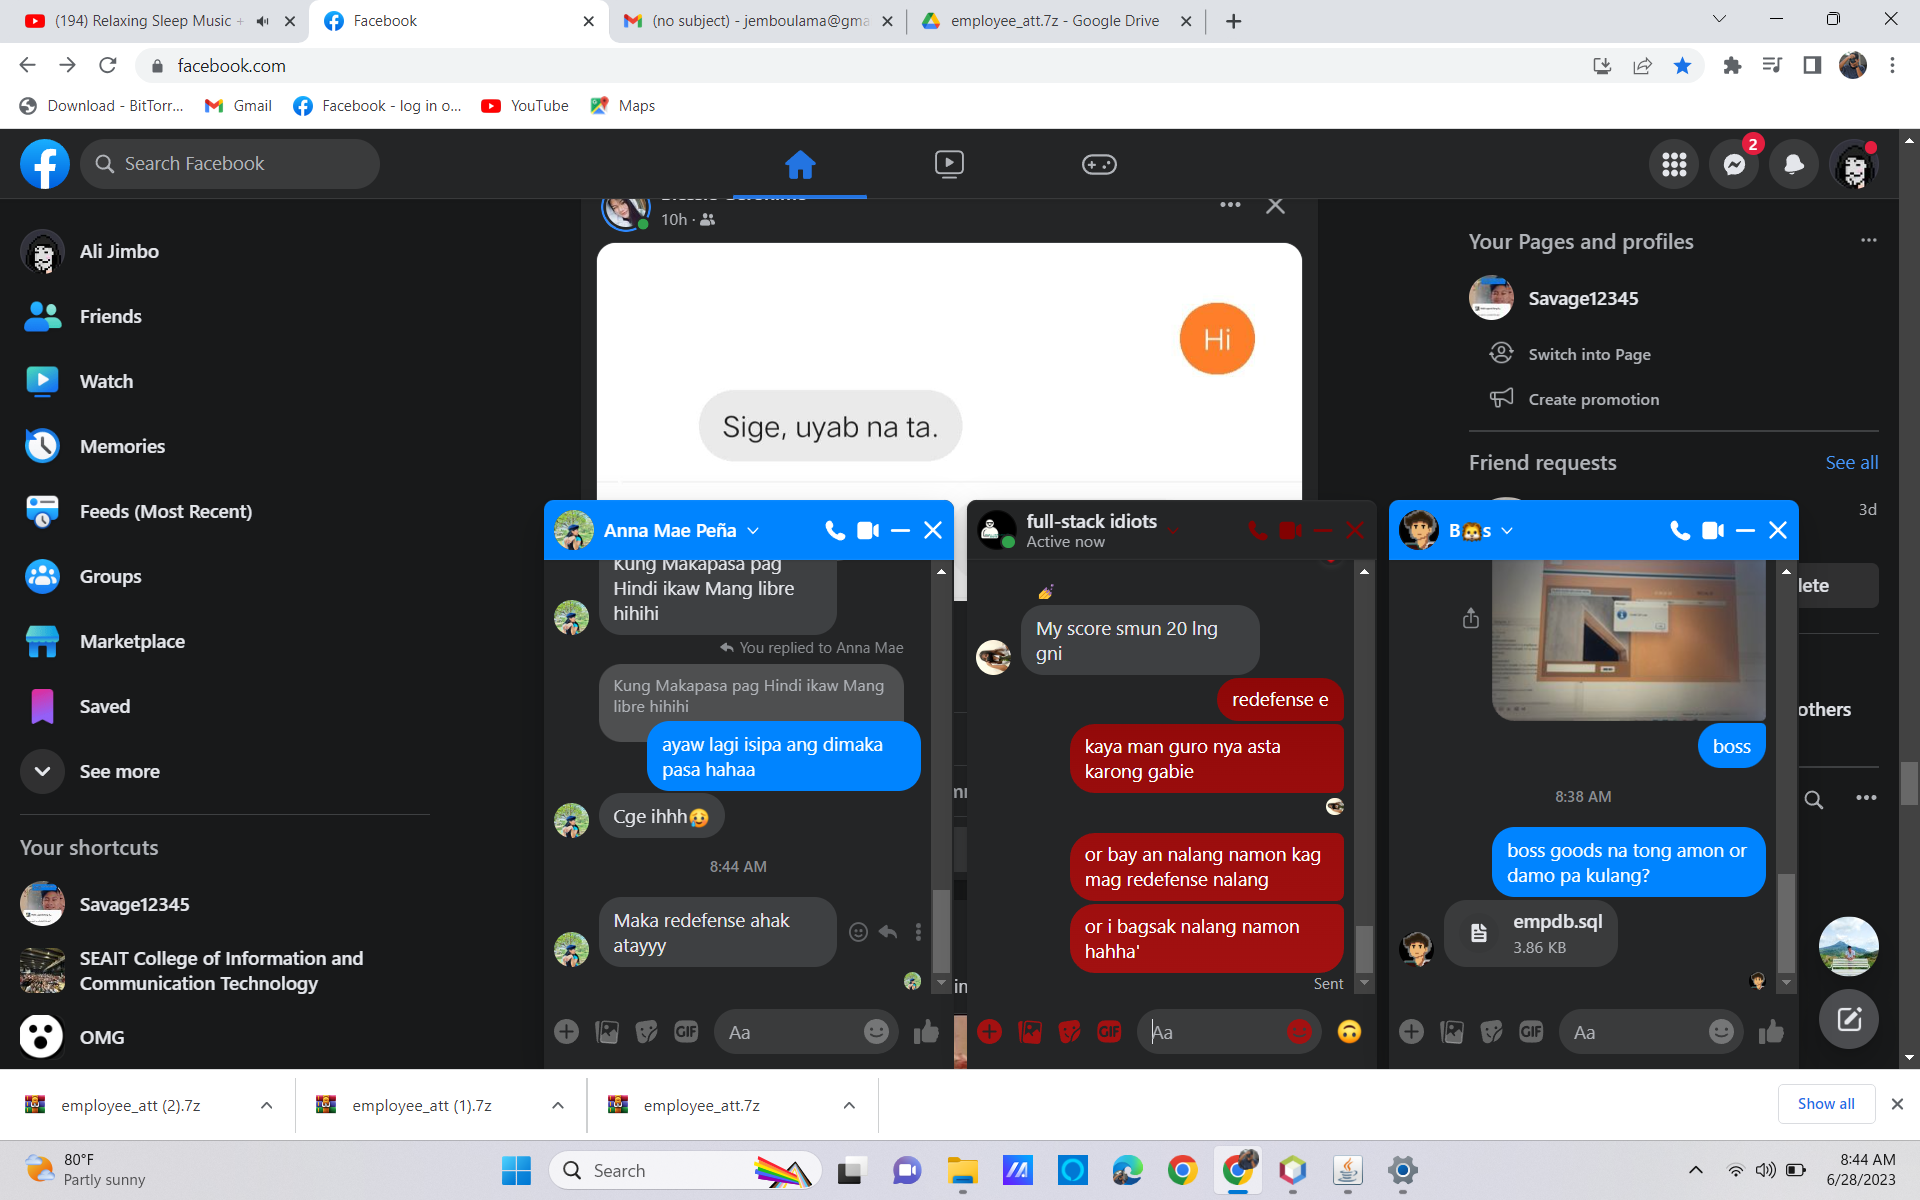 (194) Relaxing Sleep Music +
Facebook
(no subject) - jemboulama@gma
employee_att.7z - Google Drive
facebook.com
Download - BitTorr...
Gmail
Facebook - log in o...
YouTube
Maps
Search Facebook
2
10h ·
Ali Jimbo
Friends
Watch
Memories
Feeds (Most Recent)
Groups
Marketplace
Saved
See more
Your shortcuts
Savage12345
SEAIT College of Information and
Communication Technology
OMG
Hi
Sige, uyab na ta.
Your Pages and profiles
Savage12345
Switch into Page
Create promotion
Friend requests
See all
3d
lete
others
Anna Mae Peña
Kung Makapasa pag
Hindi ikaw Mang libre
hihihi
You replied to Anna Mae
Kung Makapasa pag Hindi ikaw Mang
libre hihihi
ayaw lagi isipa ang dimaka
pasa hahaa
Cge ihhh😥
8:44 AM
Maka redefense ahak
atayyy
Aa
GIF
full-stack idiots
Active now
💅
My score smun 20 lng
gni
redefense e
kaya man guro nya asta
karong gabie
or bay an nalang namon kag
mag redefense nalang
or i bagsak nalang namon
hahha'
Sent
GIF
Aa
B🐯s
boss
8:38 AM
boss goods na tong amon or
damo pa kulang?
empdb.sql
3.86 KB
GIF
Aa
employee_att (2).7z
employee_att (1).7z
employee_att.7z
Show all
80°F
Partly sunny
Search
8:44 AM
6/28/2023